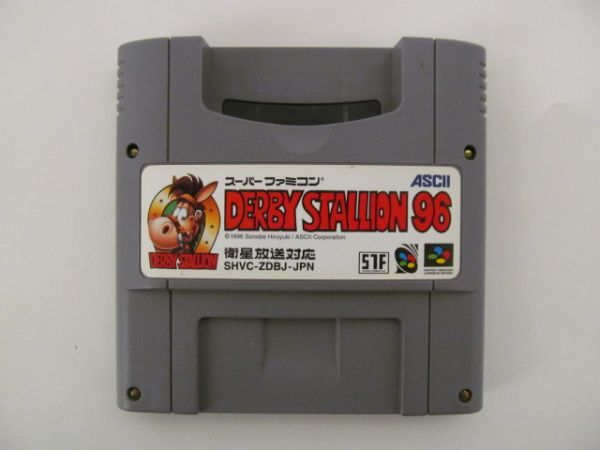 スーパーファミコン®
ASCII
DERBY STALLION 96
©1996 Sonobe Hiroyuki / ASCII Corporation
DERBY STALLION
衛星放送対応
SHVC-ZDBJ-JPN